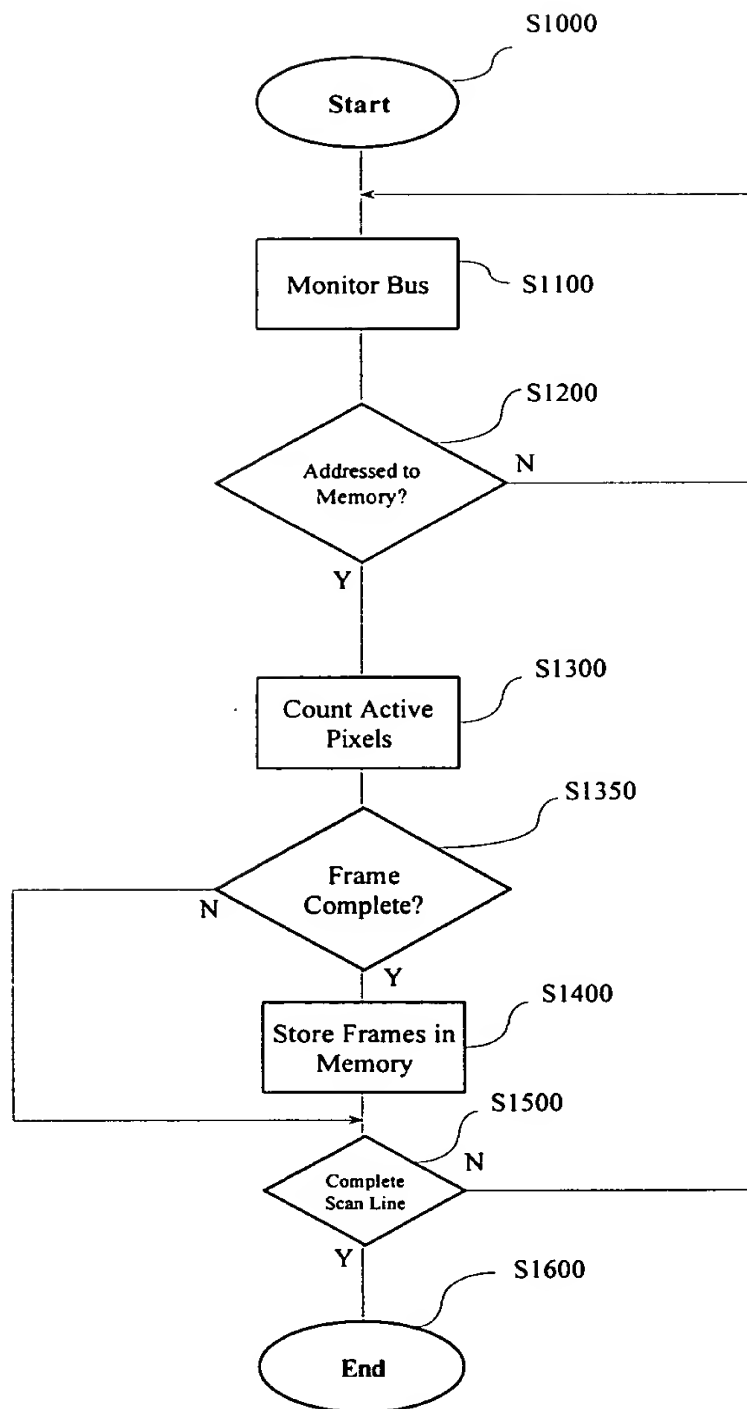 S1000
Start
Monitor Bus
S1100
S1200
Addressed to
Memory?
N
Y
S1300
Count Active
Pixels
S1350
Frame
Complete?
N
Y
S1400
Store Frames in
Memory
S1500
Complete
Scan Line
N
Y
S1600
End